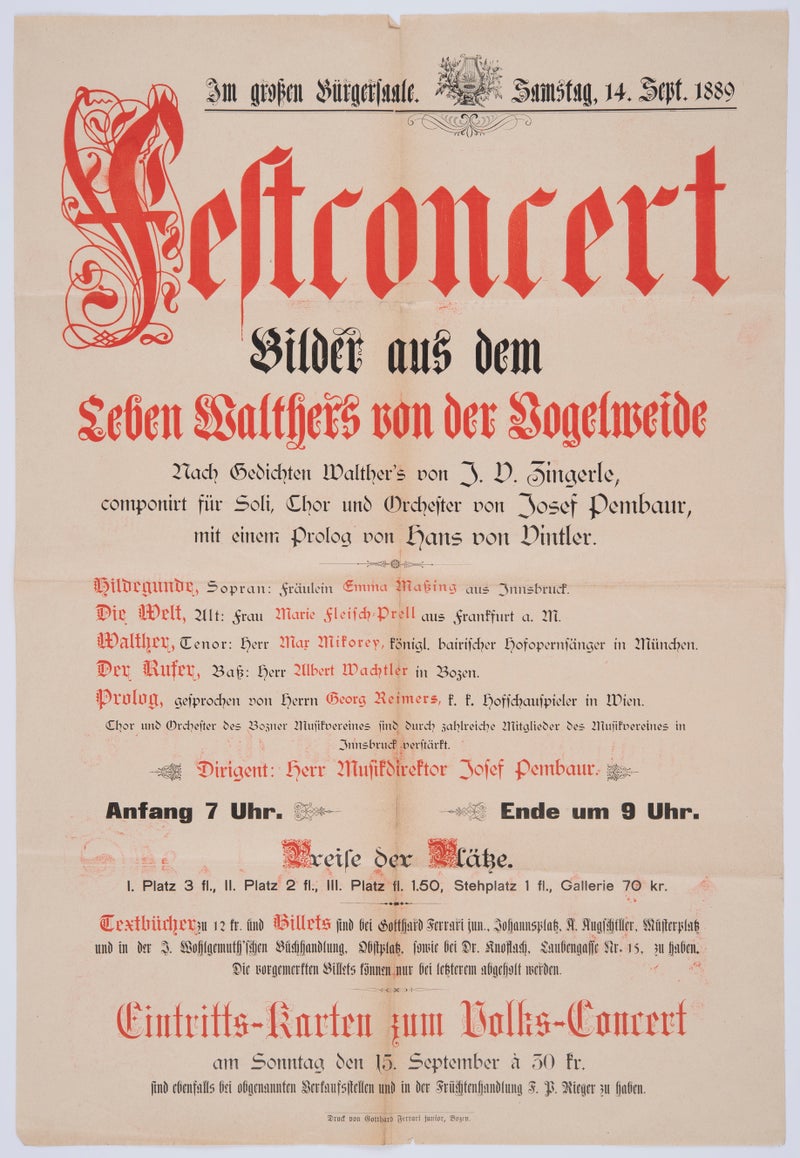 Im großen Bürgersaale. Samstag, 14. Sept. 1889
Festconcert
Bilder aus dem
Leben Walthers von der Vogelweide
Nach Gedichten Walther's von J. V. Zingerle,
componirt für Soli, Chor und Orchester von Josef Pembaur,
mit einem Prolog von Hans von Vintler.
Hildegunde, Sopran: Fräulein Emma Maßing aus Innsbruck.
Die Welt, Alt: Frau Marie Fleisch-Prell aus Frankfurt a. M.
Walther, Tenor: Herr Max Mikorey, königl. bairischer Hofopernsänger in München.
Der Rufer, Baß: Herr Albert Wachtler in Bozen.
Prolog, gesprochen von Herrn Georg Reimers, k. k. Hofschauspieler in Wien.
Chor und Orchester des Bozner Musikvereines sind durch zahlreiche Mitglieder des Musikvereines in
Innsbruck verstärkt.
Dirigent: Herr Musikdirektor Josef Pembaur.
Anfang 7 Uhr. Ende um 9 Uhr.
Preise der Plätze.
I. Platz 3 fl., II. Platz 2 fl., III. Platz fl. 1.50, Stehplatz 1 fl., Gallerie 70 kr.
Textbücher zu 12 kr. und Billets sind bei Gotthard Ferrari jun., Johannsplatz, A. Augschiller, Müsterplatz
und in der J. Wohlgemuth'schen Buchhandlung, Obstplatz, sowie bei Dr. Knoflach, Laubengasse Nr. 15, zu haben.
Die vorgemerkten Billets können nur bei letzterem abgeholt werden.
Eintritts-Karten zum Volks-Concert
am Sonntag den 15. September à 30 kr.
sind ebenfalls bei obgenannten Verkaufsstellen und in der Früchtenhandlung F. P. Rieger zu haben.
Druck von Gotthard Ferrari junior, Bozen.